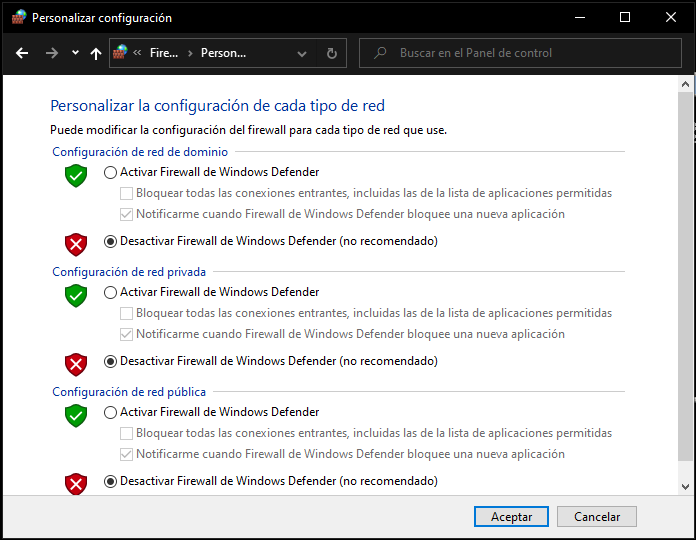 Personalizar configuración
Fire...
Person...
Buscar en el Panel de control
Personalizar la configuración de cada tipo de red
Puede modificar la configuración del firewall para cada tipo de red que use.
Configuración de red de dominio
Activar Firewall de Windows Defender
Bloquear todas las conexiones entrantes, incluidas las de la lista de aplicaciones permitidas
Notificarme cuando Firewall de Windows Defender bloquee una nueva aplicación
Desactivar Firewall de Windows Defender (no recomendado)
Configuración de red privada
Activar Firewall de Windows Defender
Bloquear todas las conexiones entrantes, incluidas las de la lista de aplicaciones permitidas
Notificarme cuando Firewall de Windows Defender bloquee una nueva aplicación
Desactivar Firewall de Windows Defender (no recomendado)
Configuración de red pública
Activar Firewall de Windows Defender
Bloquear todas las conexiones entrantes, incluidas las de la lista de aplicaciones permitidas
Notificarme cuando Firewall de Windows Defender bloquee una nueva aplicación
Desactivar Firewall de Windows Defender (no recomendado)
Aceptar
Cancelar